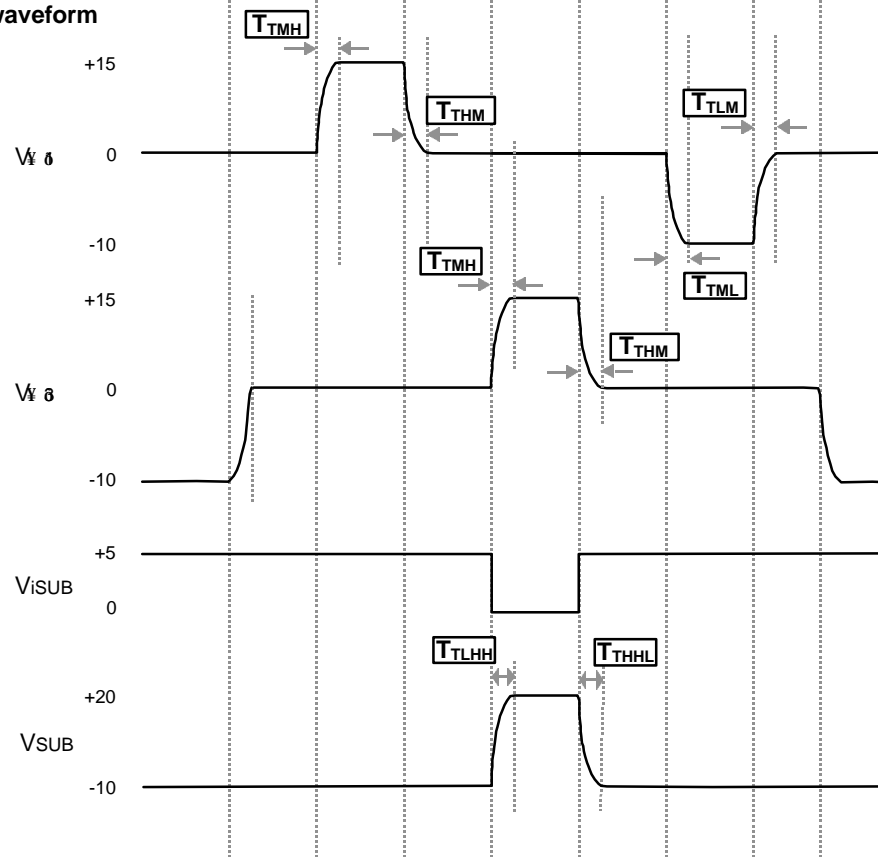 waveform
TTMH
+15
TTHM
TTLM
0
-10
TTMH
TTML
+15
TTHM
0
-10
+5
ViSUB
0
TTLHH
TTHHL
+20
VSUB
-10